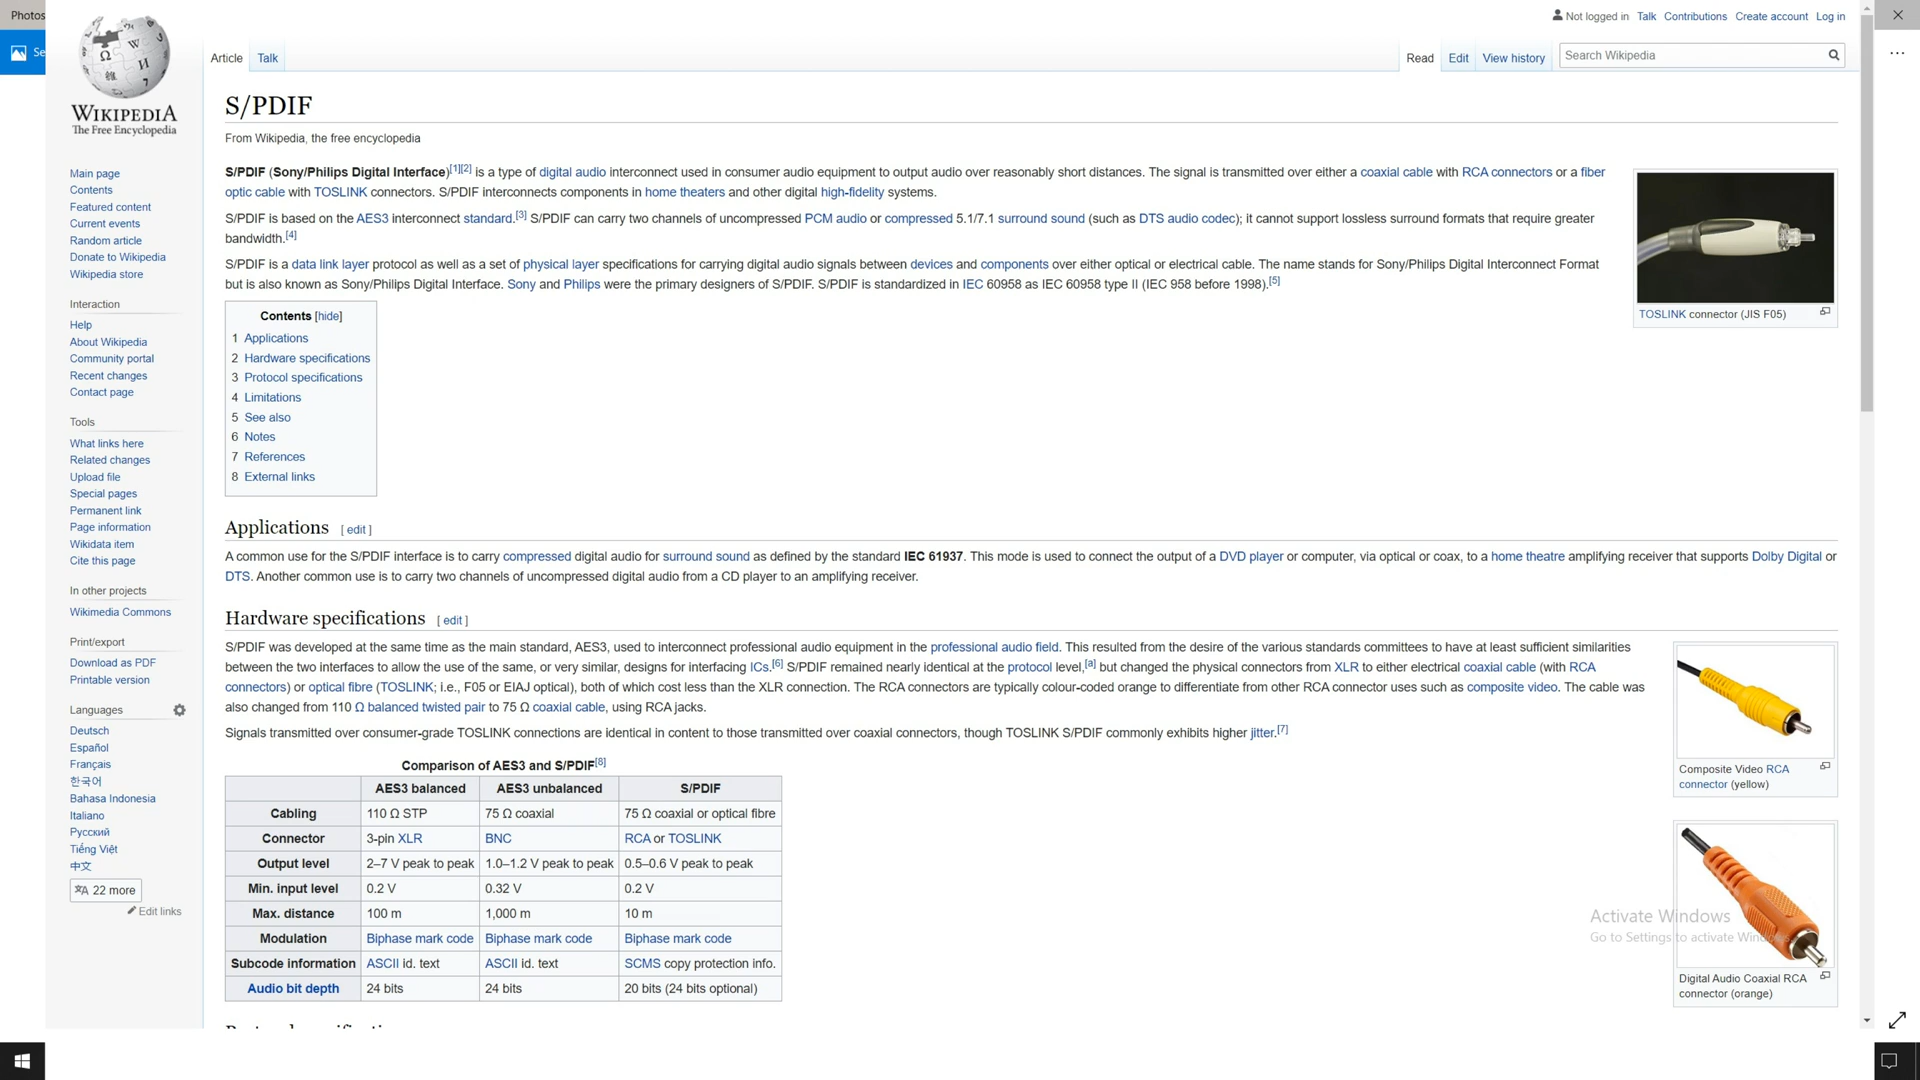 Photos
Se
WIKIPEDIA
The Free Encyclopedia
Not logged in Talk Contributions Create account Log in
Article Talk
Read Edit View history Search Wikipedia
Main page
Contents
Featured content
Current events
Random article
Donate to Wikipedia
Wikipedia store
Interaction
Help
About Wikipedia
Community portal
Recent changes
Contact page
Tools
What links here
Related changes
Upload file
Special pages
Permanent link
Page information
Wikidata item
Cite this page
In other projects
Wikimedia Commons
Print/export
Download as PDF
Printable version
Languages
Deutsch
Español
Français
한국어
Bahasa Indonesia
Italiano
Русский
Tiếng Việt
中文
22 more
Edit links
S/PDIF
From Wikipedia, the free encyclopedia
S/PDIF (Sony/Philips Digital Interface)[1][2] is a type of digital audio interconnect used in consumer audio equipment to output audio over reasonably short distances. The signal is transmitted over either a coaxial cable with RCA connectors or a fiber
optic cable with TOSLINK connectors. S/PDIF interconnects components in home theaters and other digital high-fidelity systems.
S/PDIF is based on the AES3 interconnect standard.[3] S/PDIF can carry two channels of uncompressed PCM audio or compressed 5.1/7.1 surround sound (such as DTS audio codec); it cannot support lossless surround formats that require greater
bandwidth.[4]
S/PDIF is a data link layer protocol as well as a set of physical layer specifications for carrying digital audio signals between devices and components over either optical or electrical cable. The name stands for Sony/Philips Digital Interconnect Format
but is also known as Sony/Philips Digital Interface. Sony and Philips were the primary designers of S/PDIF. S/PDIF is standardized in IEC 60958 as IEC 60958 type II (IEC 958 before 1998).[5]
TOSLINK connector (JIS F05)
Contents [hide]
1 Applications
2 Hardware specifications
3 Protocol specifications
4 Limitations
5 See also
6 Notes
7 References
8 External links
Applications [ edit ]
A common use for the S/PDIF interface is to carry compressed digital audio for surround sound as defined by the standard IEC 61937. This mode is used to connect the output of a DVD player or computer, via optical or coax, to a home theatre amplifying receiver that supports Dolby Digital or
DTS. Another common use is to carry two channels of uncompressed digital audio from a CD player to an amplifying receiver.
Hardware specifications [ edit ]
S/PDIF was developed at the same time as the main standard, AES3, used to interconnect professional audio equipment in the professional audio field. This resulted from the desire of the various standards committees to have at least sufficient similarities
between the two interfaces to allow the use of the same, or very similar, designs for interfacing ICs.[6] S/PDIF remained nearly identical at the protocol level,[a] but changed the physical connectors from XLR to either electrical coaxial cable (with RCA
connectors) or optical fibre (TOSLINK; i.e., F05 or EIAJ optical), both of which cost less than the XLR connection. The RCA connectors are typically colour-coded orange to differentiate from other RCA connector uses such as composite video. The cable was
also changed from 110 Ω balanced twisted pair to 75 Ω coaxial cable, using RCA jacks.
Signals transmitted over consumer-grade TOSLINK connections are identical in content to those transmitted over coaxial connectors, though TOSLINK S/PDIF commonly exhibits higher jitter.[7]
Composite Video RCA
connector (yellow)
Comparison of AES3 and S/PDIF[8]
AES3 balanced AES3 unbalanced S/PDIF
Cabling 110 Ω STP 75 Ω coaxial 75 Ω coaxial or optical fibre
Connector 3-pin XLR BNC RCA or TOSLINK
Output level 2–7 V peak to peak 1.0–1.2 V peak to peak 0.5–0.6 V peak to peak
Min. input level 0.2 V 0.32 V 0.2 V
Max. distance 100 m 1,000 m 10 m
Modulation Biphase mark code Biphase mark code Biphase mark code
Subcode information ASCII id. text ASCII id. text SCMS copy protection info.
Audio bit depth 24 bits 24 bits 20 bits (24 bits optional)
Activate Windows
Go to Settings to activate Windows.
Digital Audio Coaxial RCA
connector (orange)